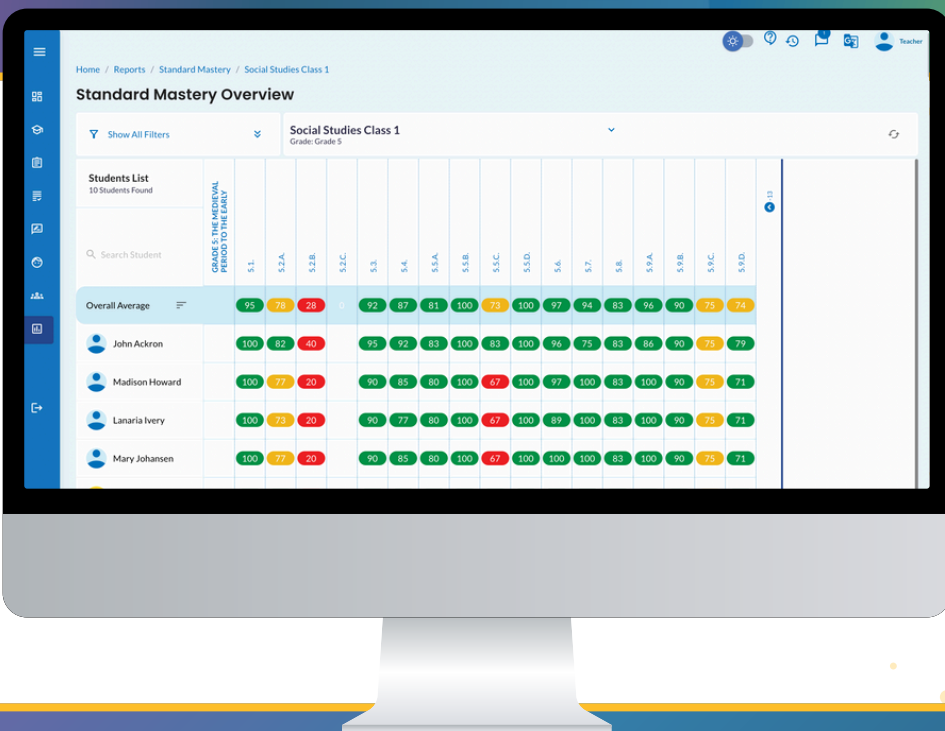 Teacher
Home / Reports / Standard Mastery / Social Studies Class 1
Standard Mastery Overview
Show All Filters
Social Studies Class 1
Grade: Grade 5
Students List
10 Students Found
Search Student
GRADE 5: THE MEDIEVAL
PERIOD TO THE EARLY
5.1. 5.2.A. 5.2.B. 5.2.C. 5.3. 5.4. 5.5.A. 5.5.B. 5.5.C. 5.5.D. 5.6. 5.7. 5.8. 5.9.A. 5.9.B. 5.9.C. 5.9.D.
13
Overall Average 95 78 28 0 92 87 81 100 73 100 97 94 83 96 90 75 74
John Ackron 100 82 40 95 92 83 100 83 100 96 75 83 86 90 75 79
Madison Howard 100 77 20 90 85 80 100 67 100 97 100 83 100 90 75 71
Lanaria Ivery 100 73 20 90 77 80 100 67 100 89 100 83 100 90 75 71
Mary Johansen 100 77 20 90 85 80 100 67 100 100 100 83 100 90 75 71